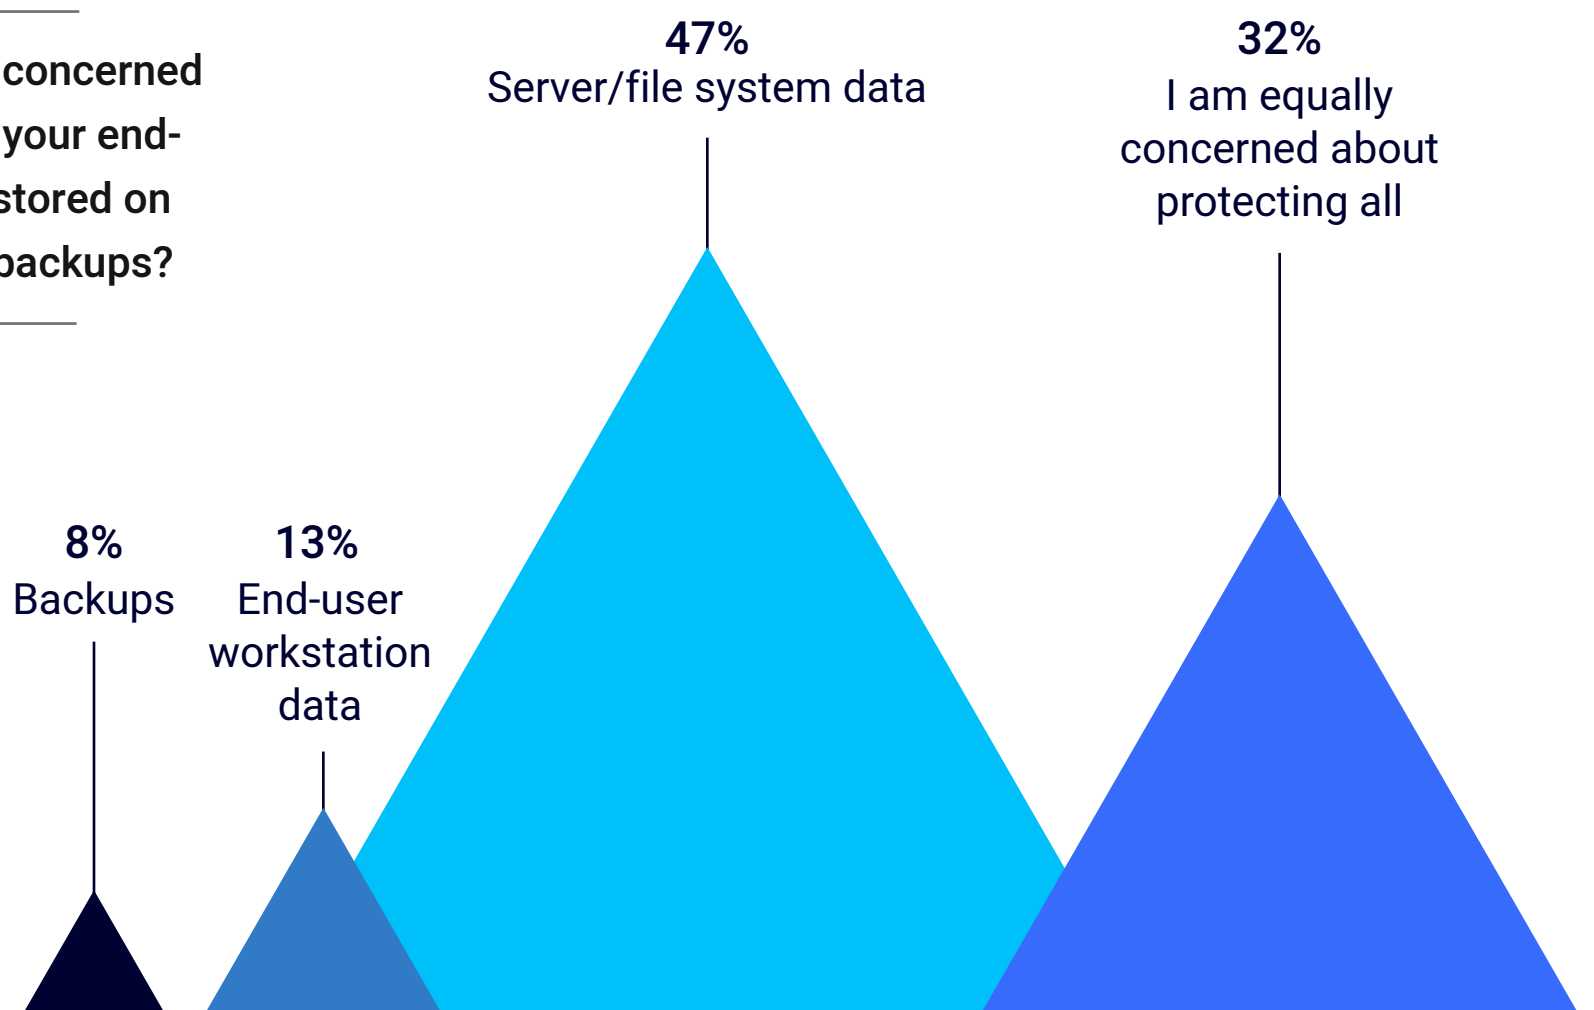 concerned
your end-
stored on
backups?
47%
Server/file system data
32%
I am equally
concerned about
protecting all
8%
Backups
13%
End-user
workstation
data